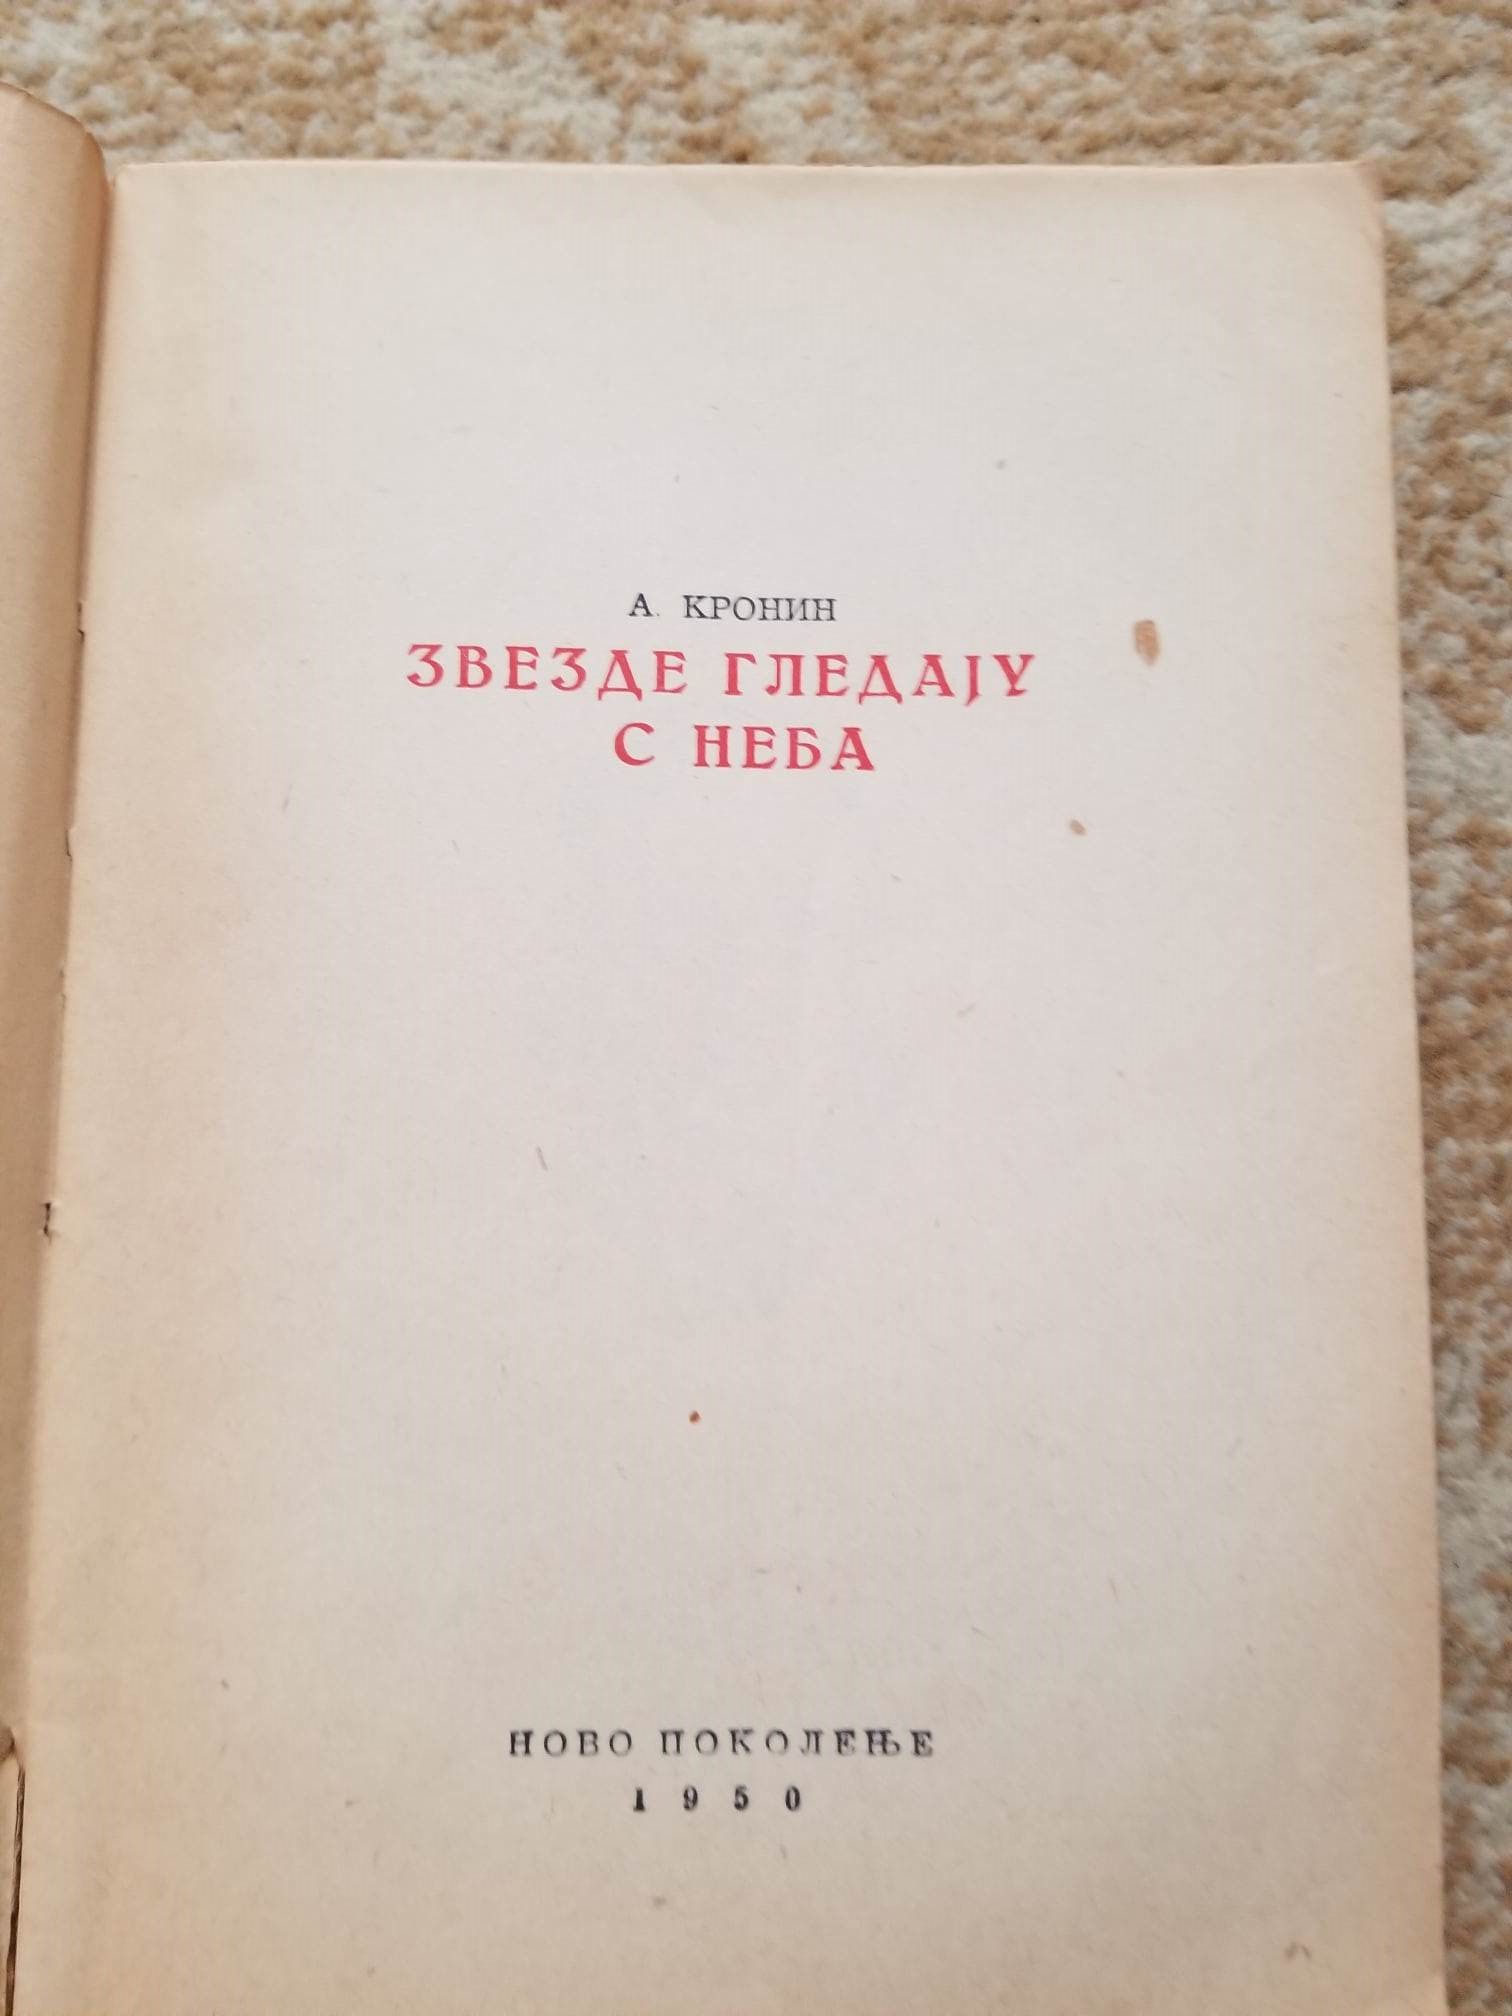 А. КРОНИН
ЗВЕЗДЕ ГЛЕДАЈУ
С НЕБА
НОВО ПОКОЛЕЊЕ
1950